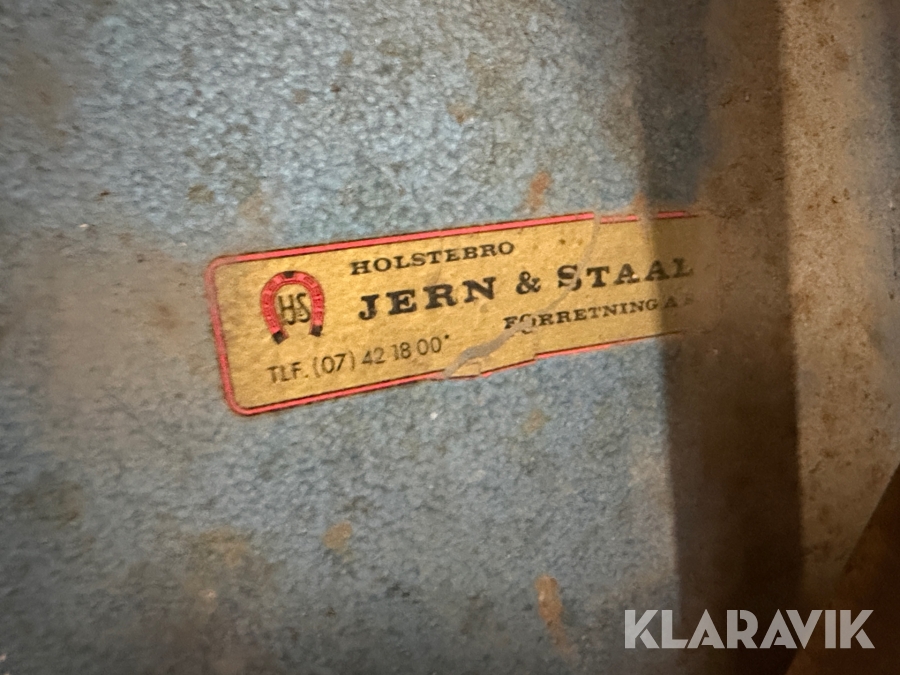 HOLSTEBRO
JERN & STAAL
FORRETNING A
HS
TLF. (07) 42 18 00*
KLARAVIK